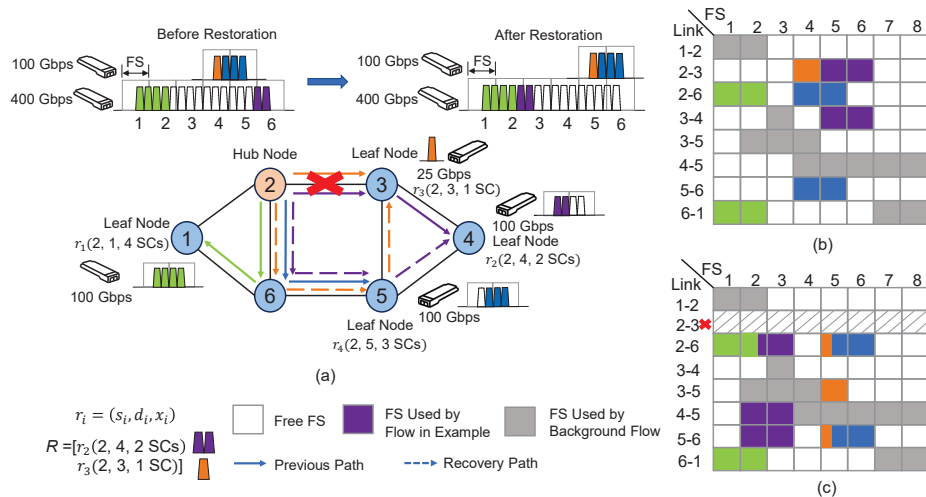 Before Restoration
After Restoration
100 Gbps
FS
400 Gbps
1 2 3 4 5 6
100 Gbps
FS
400 Gbps
1 2 3 4 5 6
Hub Node
2
Leaf Node
3
25 Gbps
r₃(2, 3, 1 SC)
Leaf Node
r₁(2, 1, 4 SCs)
1
100 Gbps
4
100 Gbps
Leaf Node
r₂(2, 4, 2 SCs)
6
5
100 Gbps
Leaf Node
r₄(2, 5, 3 SCs)
(a)
rᵢ = (sᵢ, dᵢ, xᵢ)
R =[r₂(2, 4, 2 SCs)
r₃(2, 3, 1 SC)]
Free FS
FS Used by
Flow in Example
FS Used by
Background Flow
Previous Path
Recovery Path
FS
Link
1 2 3 4 5 6 7 8
1-2
2-3
2-6
3-4
3-5
4-5
5-6
6-1
(b)
FS
Link
1 2 3 4 5 6 7 8
1-2
2-3
2-6
3-4
3-5
4-5
5-6
6-1
(c)